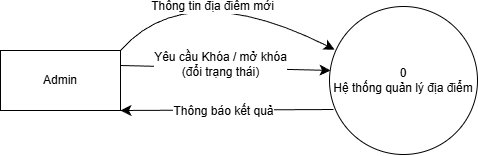 Thông tin địa điểm mới
Yêu cầu Khóa / mở khóa
(đổi trạng thái)
Admin
0
Hệ thống quản lý địa điểm
Thông báo kết quả